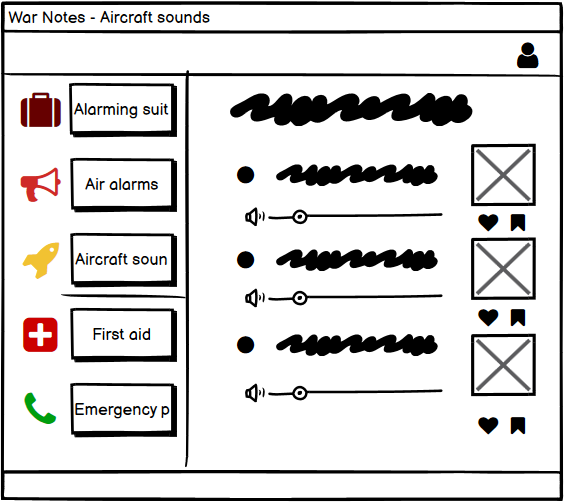 War Notes - Aircraft sounds
Alarming suit
Air alarms
Aircraft soun
First aid
Emergency p